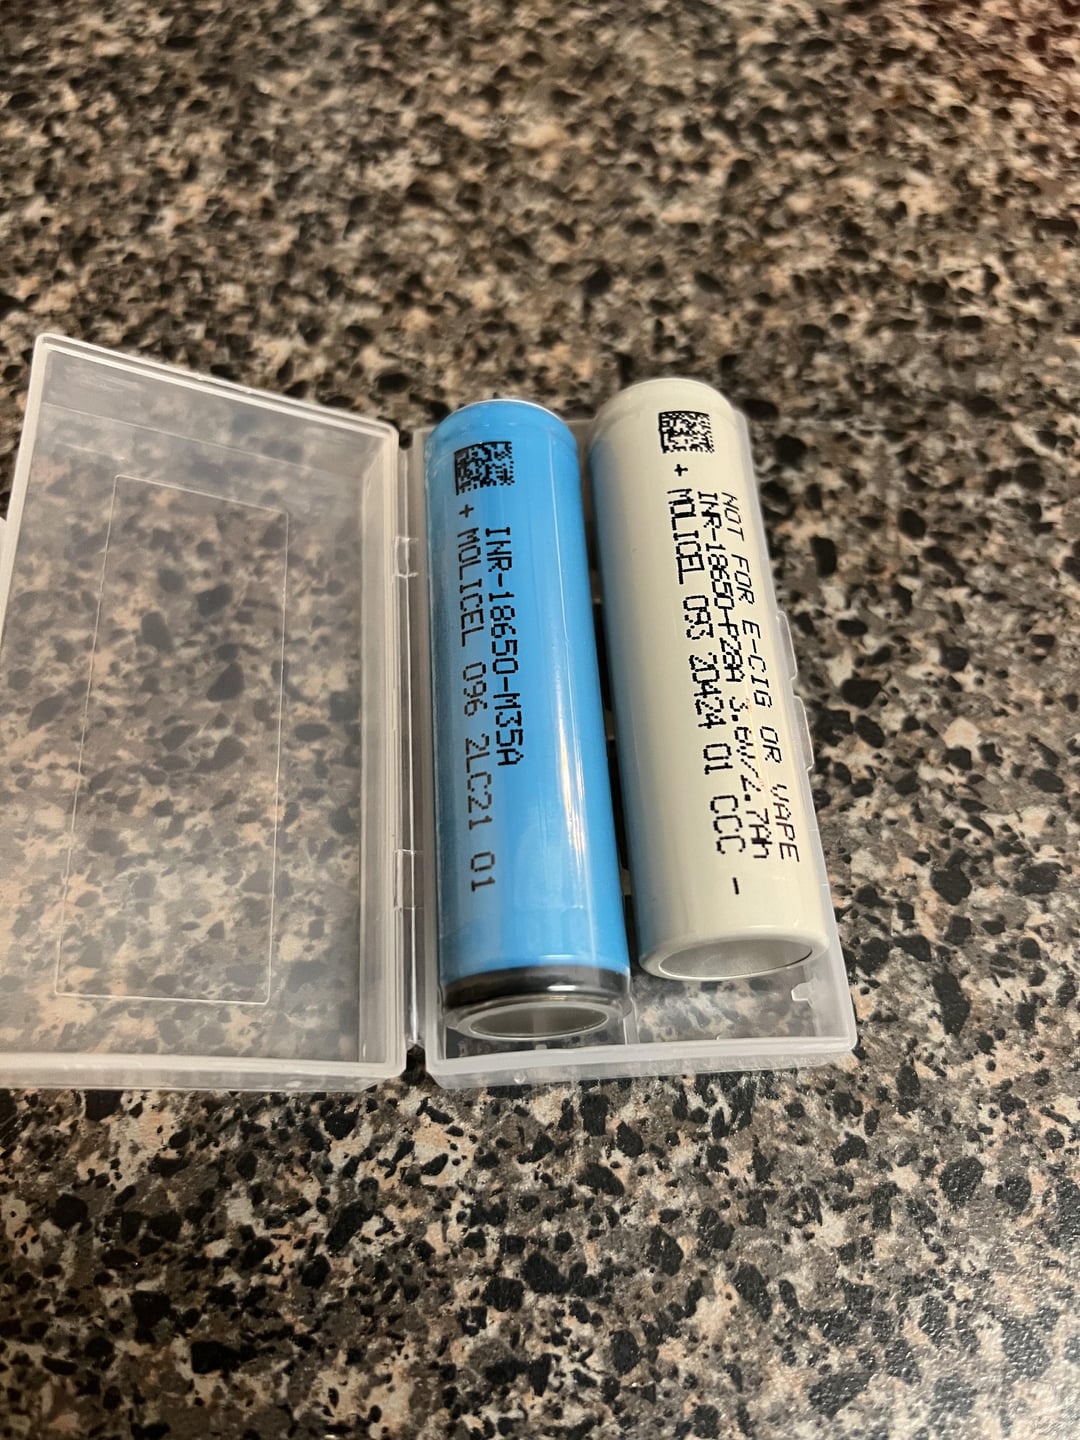 INR-18650-M35A
+ MOLICEL 096 2LC21 01
NOT FOR E-CIG OR VAPE
INR-18650-P28A 3.6V/2.7Ah
+ MOLICEL 093 2D424 01 CCC -